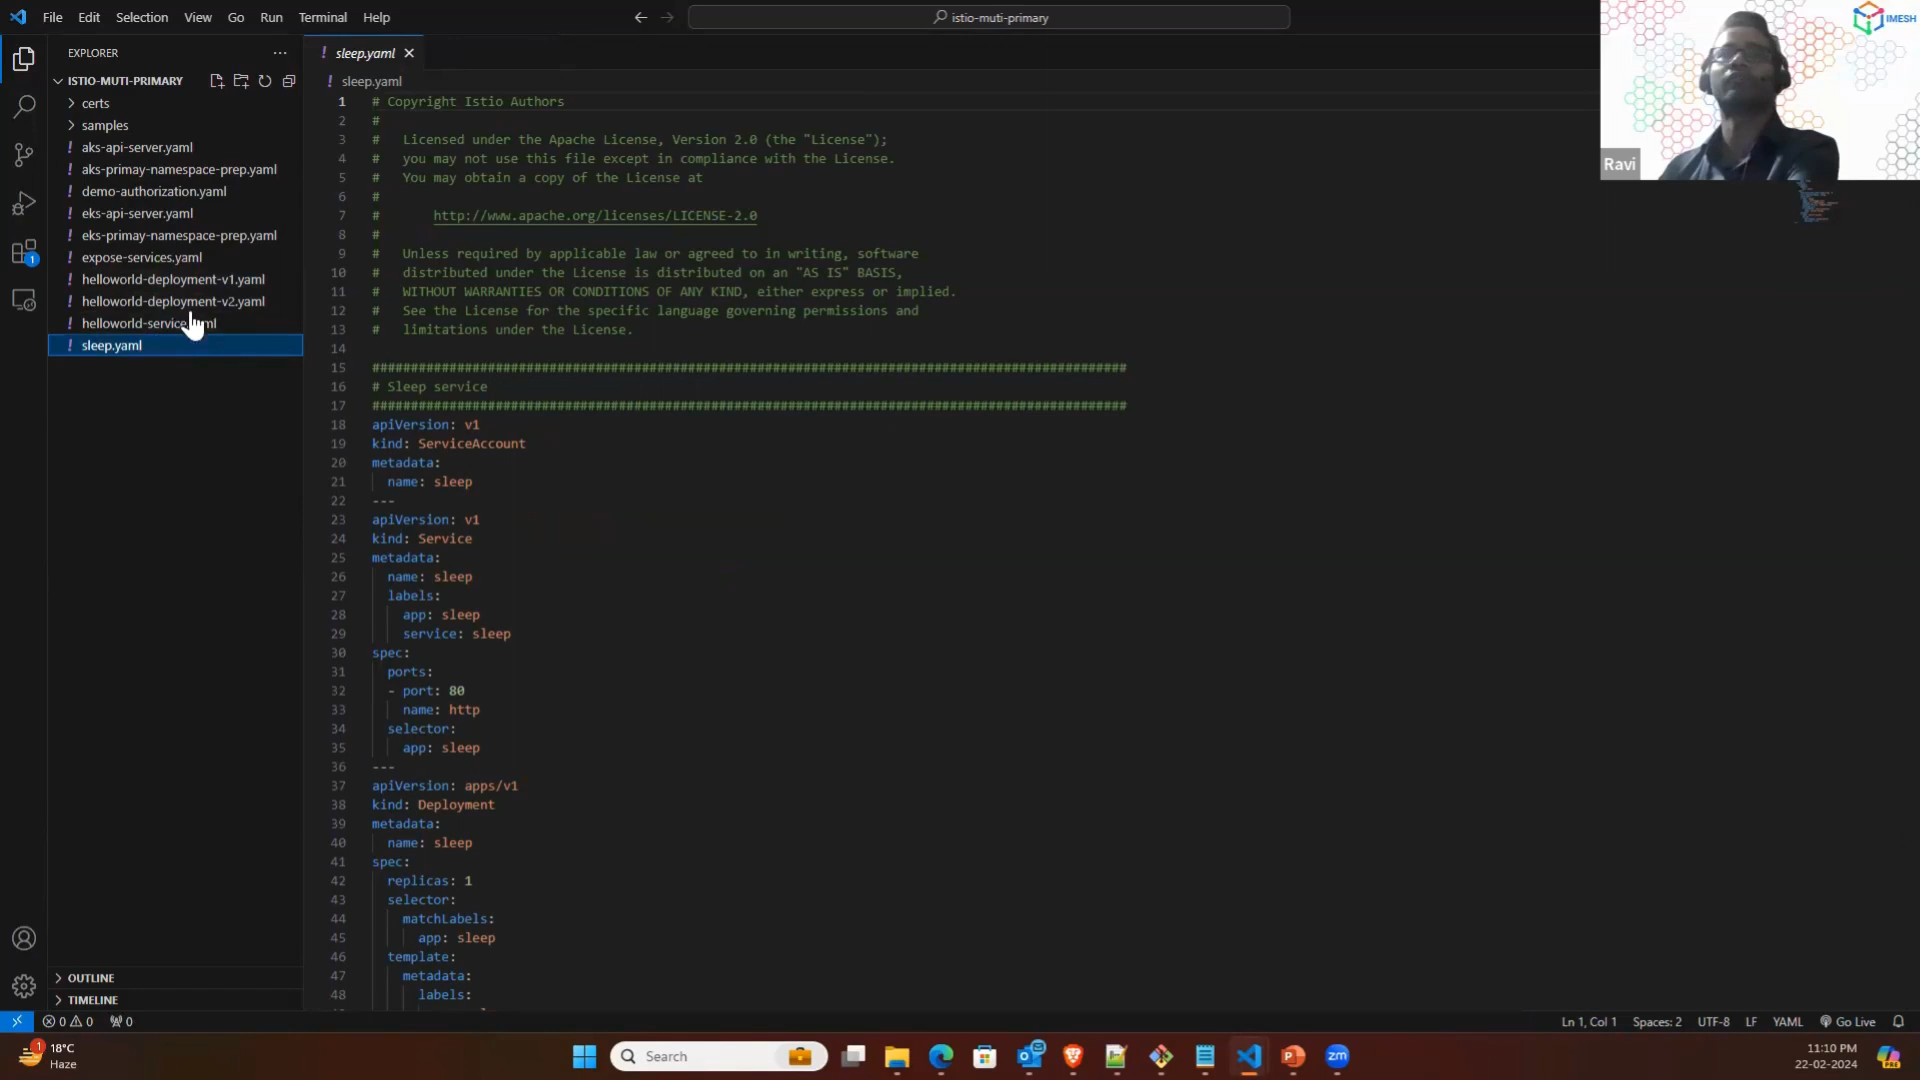 File Edit Selection View Go Run Terminal Help
istio-muti-primary
IMESH
EXPLORER
ISTIO-MUTI-PRIMARY
certs
samples
! aks-api-server.yaml
! aks-primay-namespace-prep.yaml
! demo-authorization.yaml
! eks-api-server.yaml
! eks-primay-namespace-prep.yaml
! expose-services.yaml
! helloworld-deployment-v1.yaml
! helloworld-deployment-v2.yaml
! helloworld-service
! sleep.yaml
1
OUTLINE
TIMELINE
! sleep.yaml
! sleep.yaml
1 # Copyright Istio Authors
2 #
3 #   Licensed under the Apache License, Version 2.0 (the "License");
4 #   you may not use this file except in compliance with the License.
5 #   You may obtain a copy of the License at
6 #
7 #       http://www.apache.org/licenses/LICENSE-2.0
8 #
9 #   Unless required by applicable law or agreed to in writing, software
10 #   distributed under the License is distributed on an "AS IS" BASIS,
11 #   WITHOUT WARRANTIES OR CONDITIONS OF ANY KIND, either express or implied.
12 #   See the License for the specific language governing permissions and
13 #   limitations under the License.
14
15 ##################################################################################################
16 # Sleep service
17 ##################################################################################################
18 apiVersion: v1
19 kind: ServiceAccount
20 metadata:
21   name: sleep
22 ---
23 apiVersion: v1
24 kind: Service
25 metadata:
26   name: sleep
27   labels:
28     app: sleep
29     service: sleep
30 spec:
31   ports:
32   - port: 80
33     name: http
34   selector:
35     app: sleep
36 ---
37 apiVersion: apps/v1
38 kind: Deployment
39 metadata:
40   name: sleep
41 spec:
42   replicas: 1
43   selector:
44     matchLabels:
45       app: sleep
46   template:
47     metadata:
48       labels:
Ravi
0 0 0
Ln 1, Col 1 Spaces: 2 UTF-8 LF YAML Go Live
1
18°C
Haze
Search
zm
11:10 PM
22-02-2024
PRE